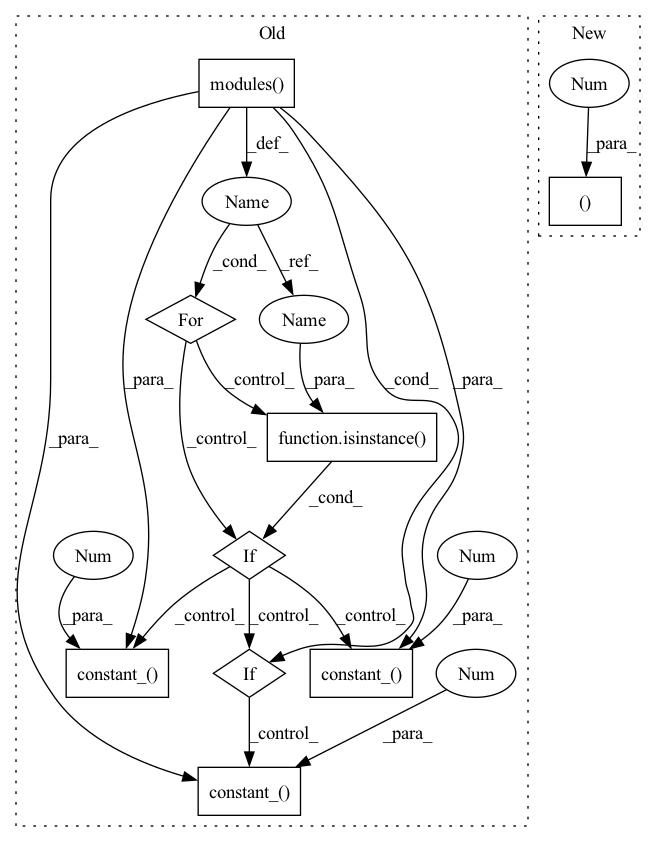 Old
New
modules()
Num
_def_
_para_
Name
()
_cond_
_ref_
For
Name
_para_
_control_
_para_
_cond_
_para_
_para_
_control_
function.isinstance()
_cond_
Num
If
Num
_para_
_control_
_control_
_control_
_para_
constant_()
If
constant_()
Num
_control_
_para_
constant_()